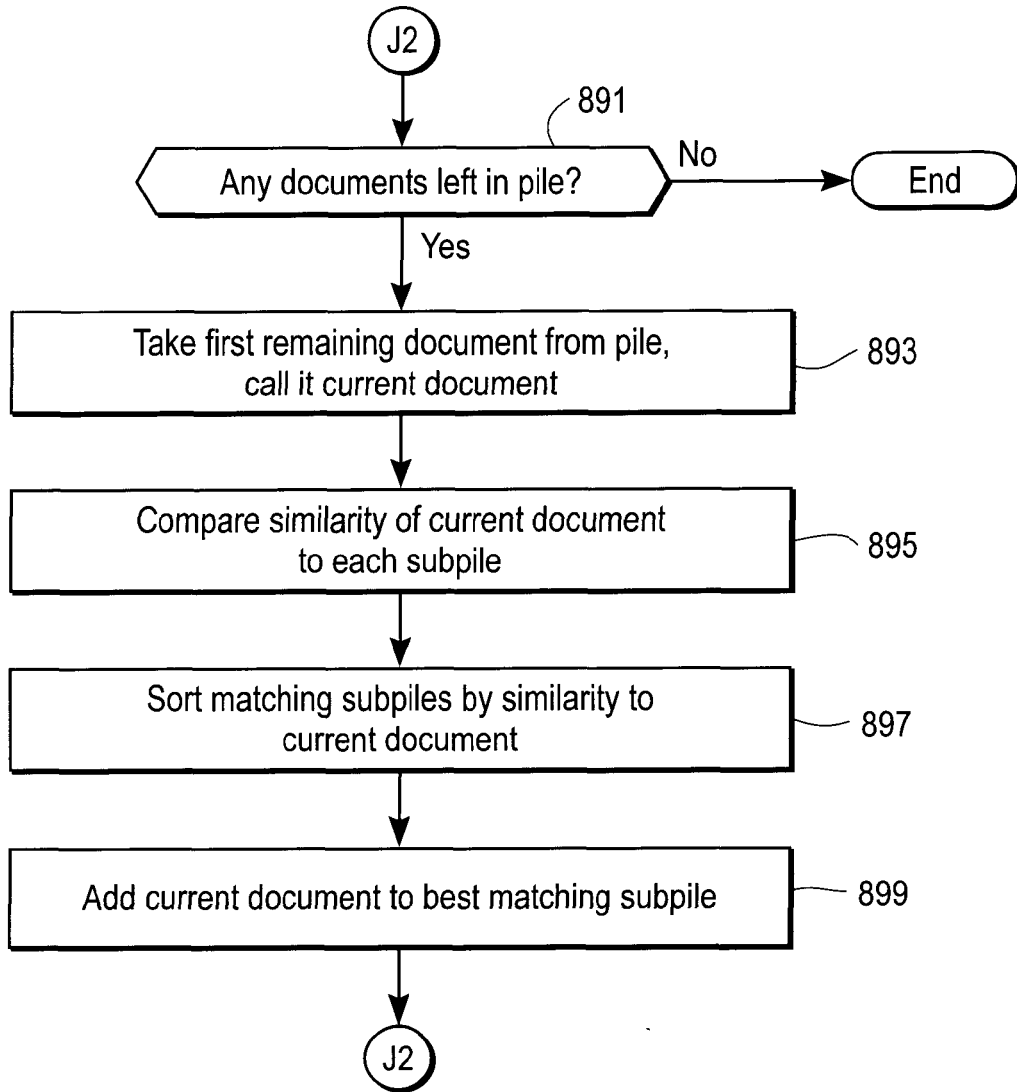 J2
891
Any documents left in pile?
No
End
Yes
Take first remaining document from pile,
call it current document
893
Compare similarity of current document
to each subpile
895
Sort matching subpiles by similarity to
current document
897
Add current document to best matching subpile
899
J2